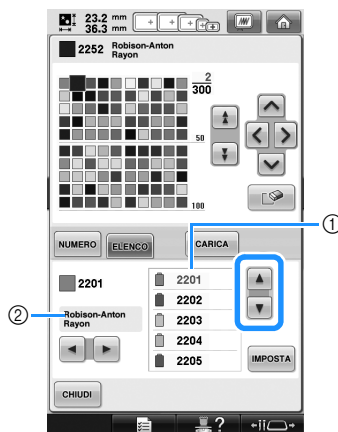 23.2 mm
36.3 mm
2252 Robison-Anton
Rayon
2
300
50
100
NUMERO ELENCO CARICA
①
2201
2201
2202
② Robison-Anton
Rayon
2203
2204
2205
IMPOSTA
CHIUDI
?